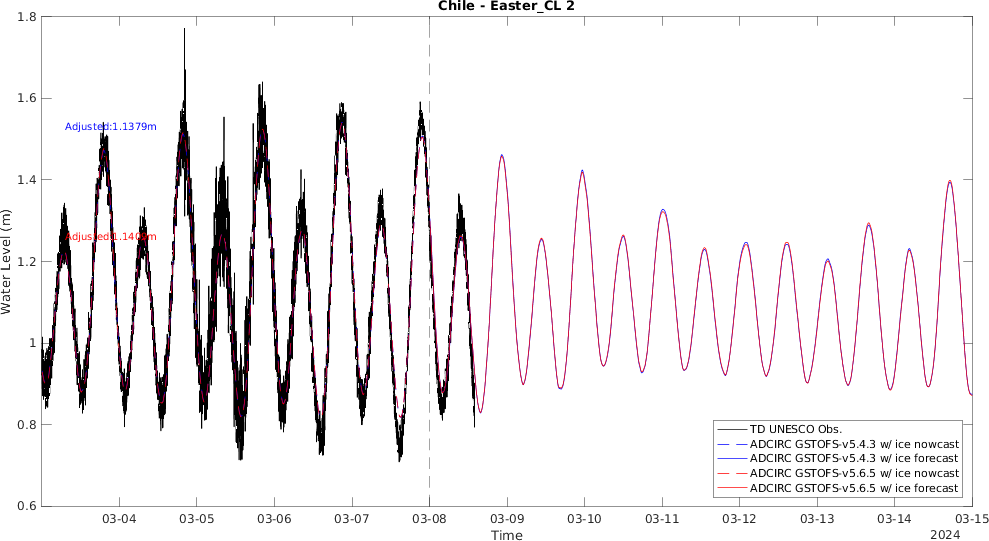 Chile - Easter_CL 2
Water Level (m)
1.8
1.6
1.4
1.2
1
0.8
0.6
Adjusted:1.1379m
Adjusted:1.140
TD UNESCO Obs.
ADCIRC GSTOFS-v5.4.3 w/ ice nowcast
ADCIRC GSTOFS-v5.4.3 w/ ice forecast
ADCIRC GSTOFS-v5.6.5 w/ ice nowcast
ADCIRC GSTOFS-v5.6.5 w/ ice forecast
03-04 03-05 03-06 03-07 03-08 03-09 03-10 03-11 03-12 03-13 03-14 03-15
Time
2024